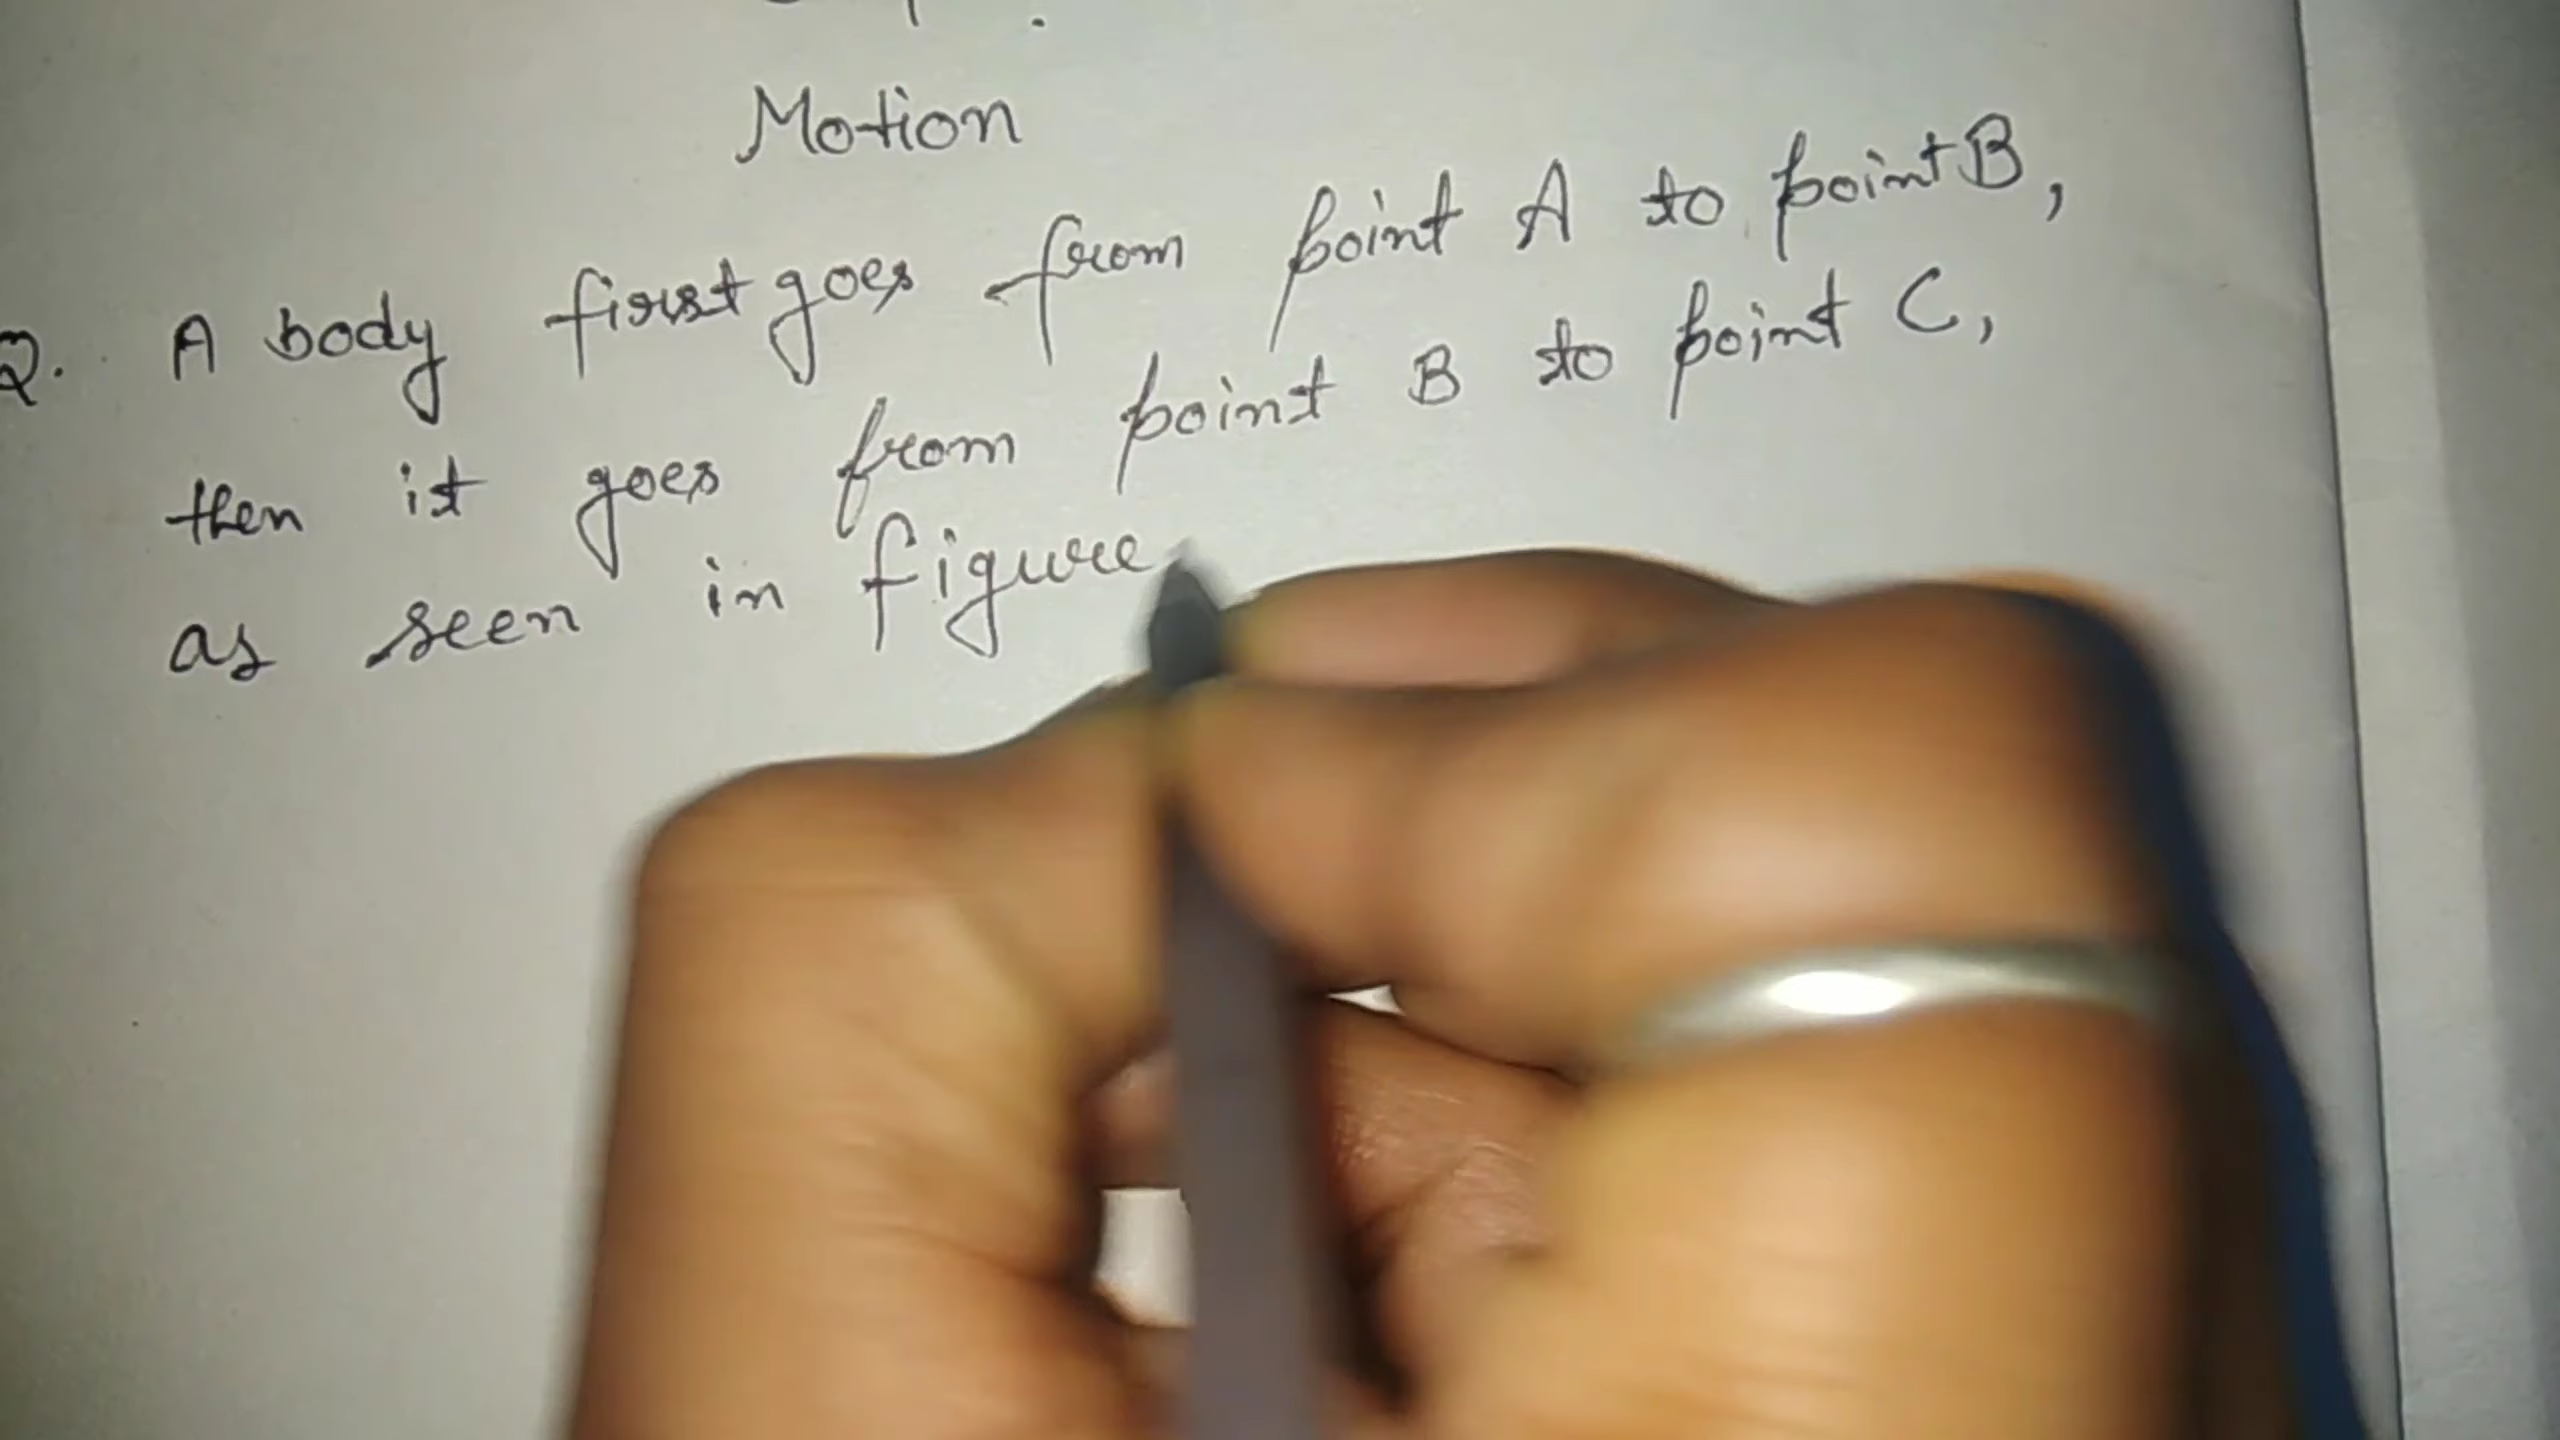 Motion
Q. A body first goes from point A to point B,
then it goes from point B to point C,
as seen in figure